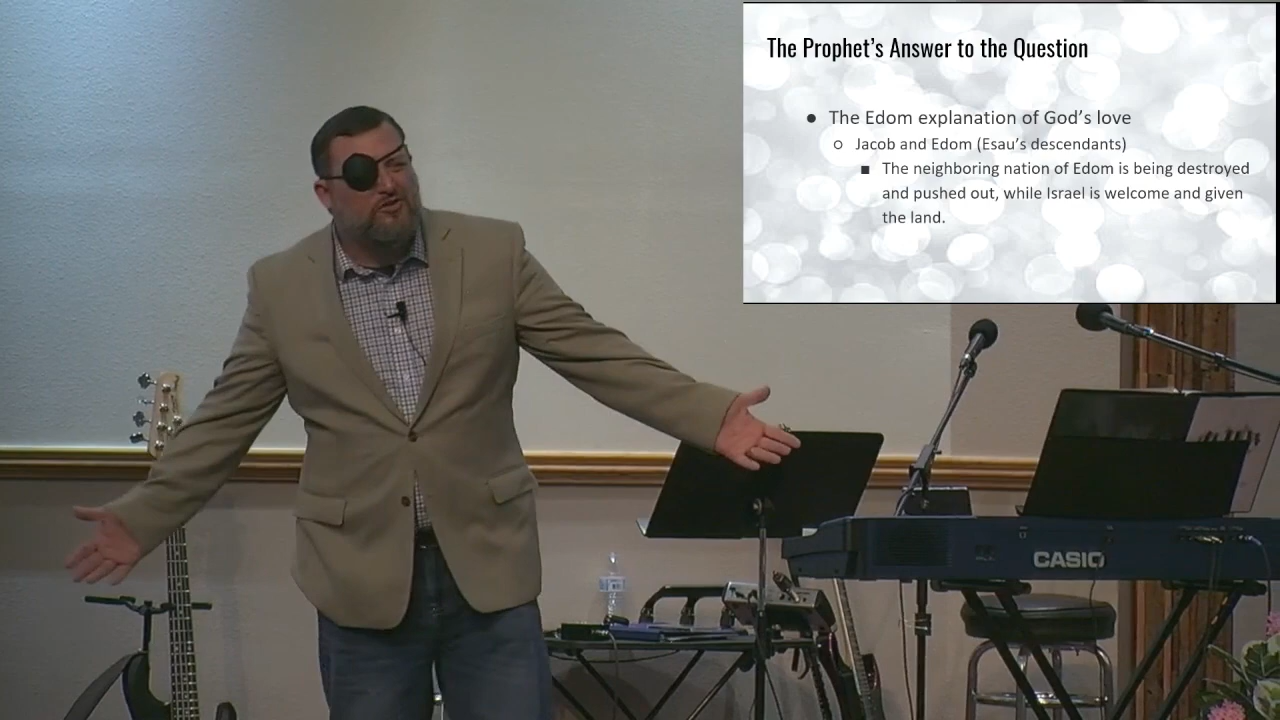 The Prophet's Answer to the Question
● The Edom explanation of God's love
○ Jacob and Edom (Esau's descendants)
■ The neighboring nation of Edom is being destroyed
and pushed out, while Israel is welcome and given
the land.
CASIO